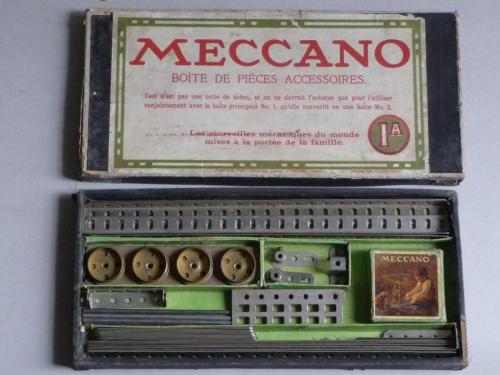 MECCANO
BOÎTE DE PIÈCES ACCESSOIRES.
Ceci n'est pas une boîte de début, et on ne devrait l'acheter que pour l'utiliser
conjointement avec la boîte principale No. 1, qu'elle convertit en une boîte No. 2.
Les merveilles mécaniques du monde
mises à la portée de la famille.
1A
MECCANO